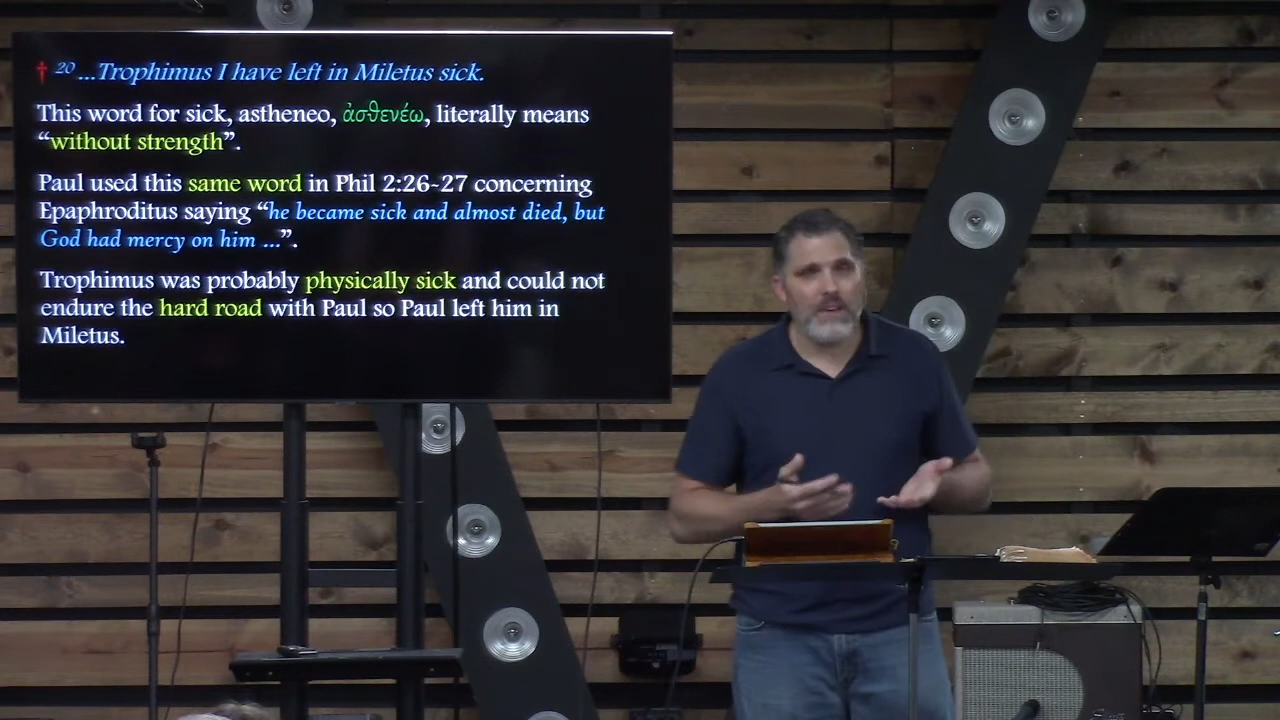 † 20 ...Trophimus I have left in Miletus sick.
This word for sick, astheneo, ἀσθενέω, literally means
“without strength”.
Paul used this same word in Phil 2:26-27 concerning
Epaphroditus saying “he became sick and almost died, but
God had mercy on him ...”.
Trophimus was probably physically sick and could not
endure the hard road with Paul so Paul left him in
Miletus.